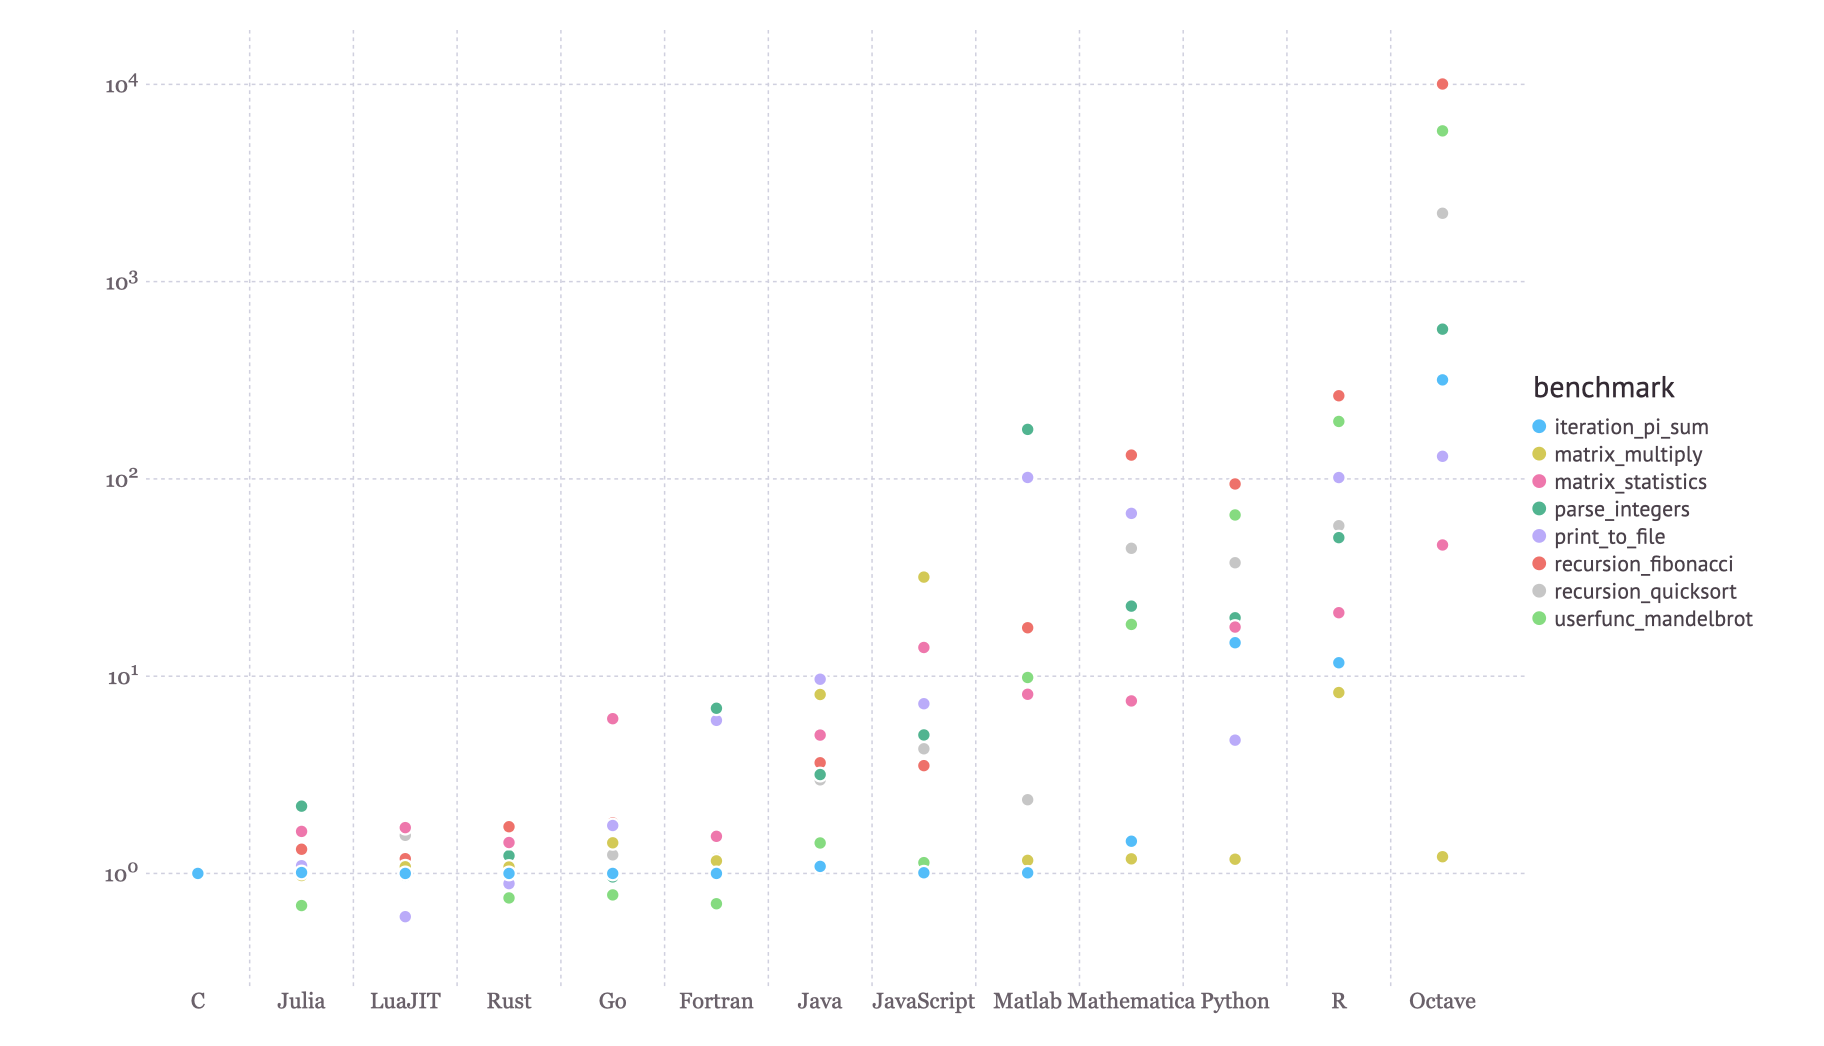 10⁴
10³
10²
10¹
10⁰
C Julia LuaJIT Rust Go Fortran Java JavaScript Matlab Mathematica Python R Octave
benchmark
iteration_pi_sum
matrix_multiply
matrix_statistics
parse_integers
print_to_file
recursion_fibonacci
recursion_quicksort
userfunc_mandelbrot